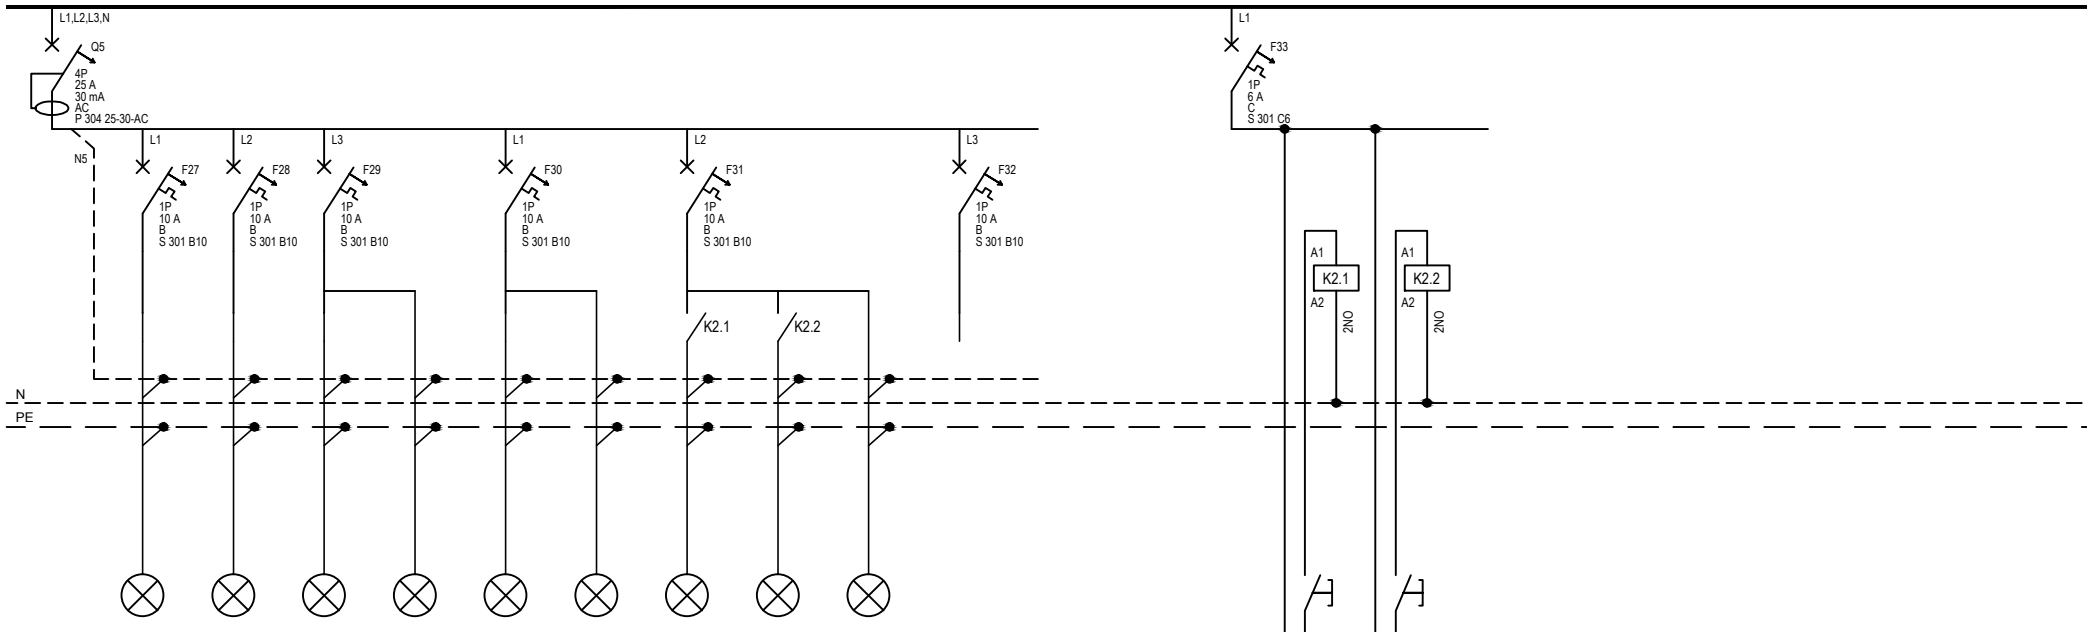 L1,L2,L3,N
Q5
4P
25 A
30 mA
AC
P 304 25-30-AC
N5
L1
F27
1P
10 A
B
S 301 B10
L2
F28
1P
10 A
B
S 301 B10
L3
F29
1P
10 A
B
S 301 B10
L1
F30
1P
10 A
B
S 301 B10
L2
F31
1P
10 A
B
S 301 B10
K2.1
K2.2
L3
F32
1P
10 A
B
S 301 B10
L1
F33
1P
6 A
C
S 301 C6
A1
K2.1
A2
2NO
A1
K2.2
A2
2NO
N
PE